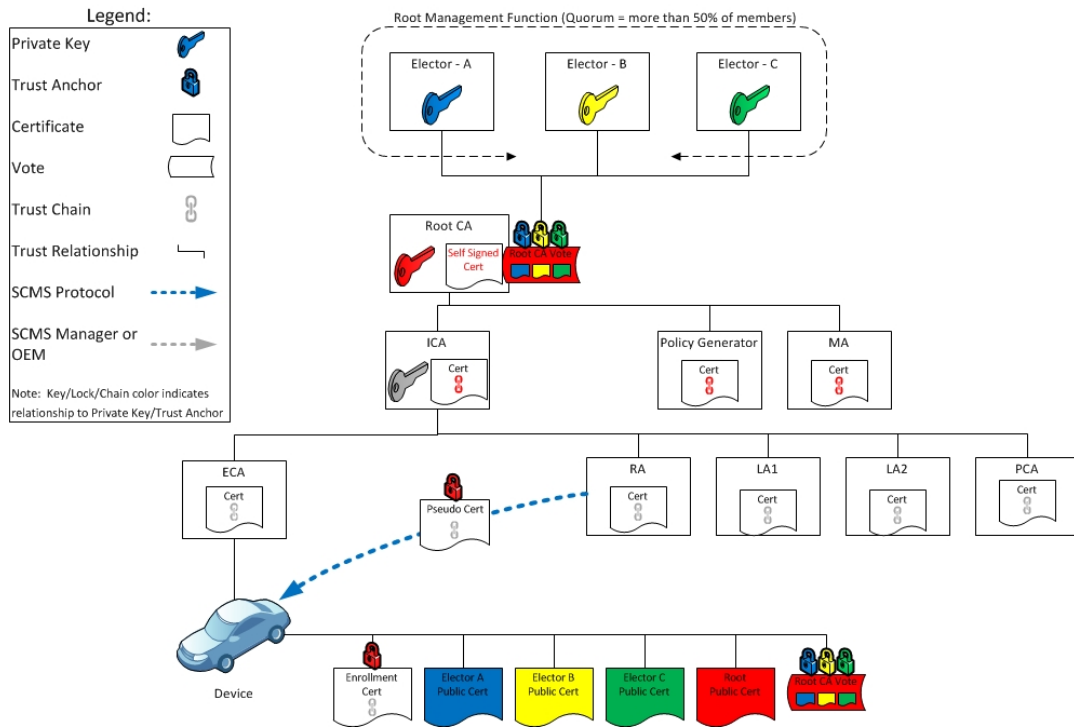 Legend:
Private Key
Trust Anchor
Certificate
Vote
Trust Chain
Trust Relationship
SCMS Protocol
SCMS Manager or
OEM
Note: Key/Lock/Chain color indicates
relationship to Private Key/Trust Anchor
Root Management Function (Quorum = more than 50% of members)
Elector - A
Elector - B
Elector - C
Root CA
Self Signed
Cert
Root CA Vote
ICA
Cert
Policy Generator
Cert
MA
Cert
ECA
Cert
Pseudo Cert
RA
Cert
LA1
Cert
LA2
Cert
PCA
Cert
Device
Enrollment
Cert
Elector A
Public Cert
Elector B
Public Cert
Elector C
Public Cert
Root
Public Cert
Root CA Vote